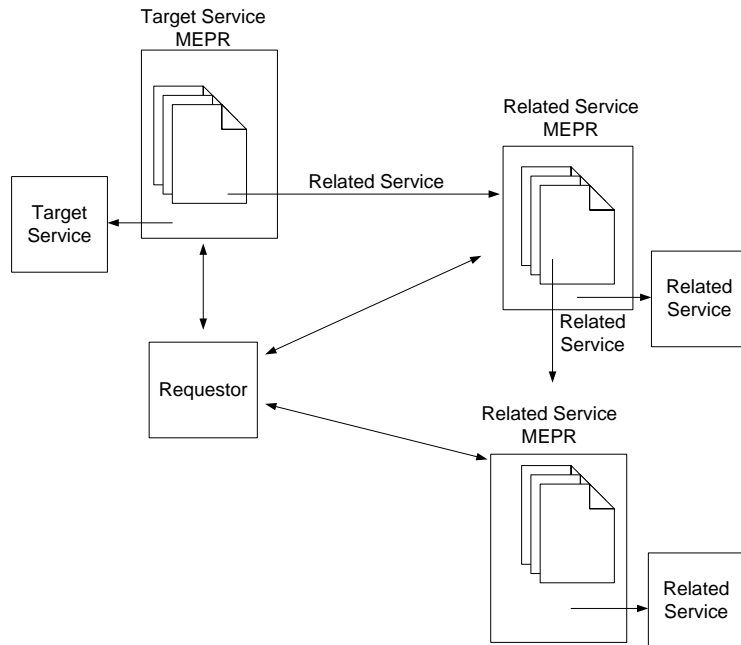 Target Service
MEPR
Related Service
MEPR
Related Service
Target
Service
Related
Service
Related
Service
Requestor
Related Service
MEPR
Related
Service